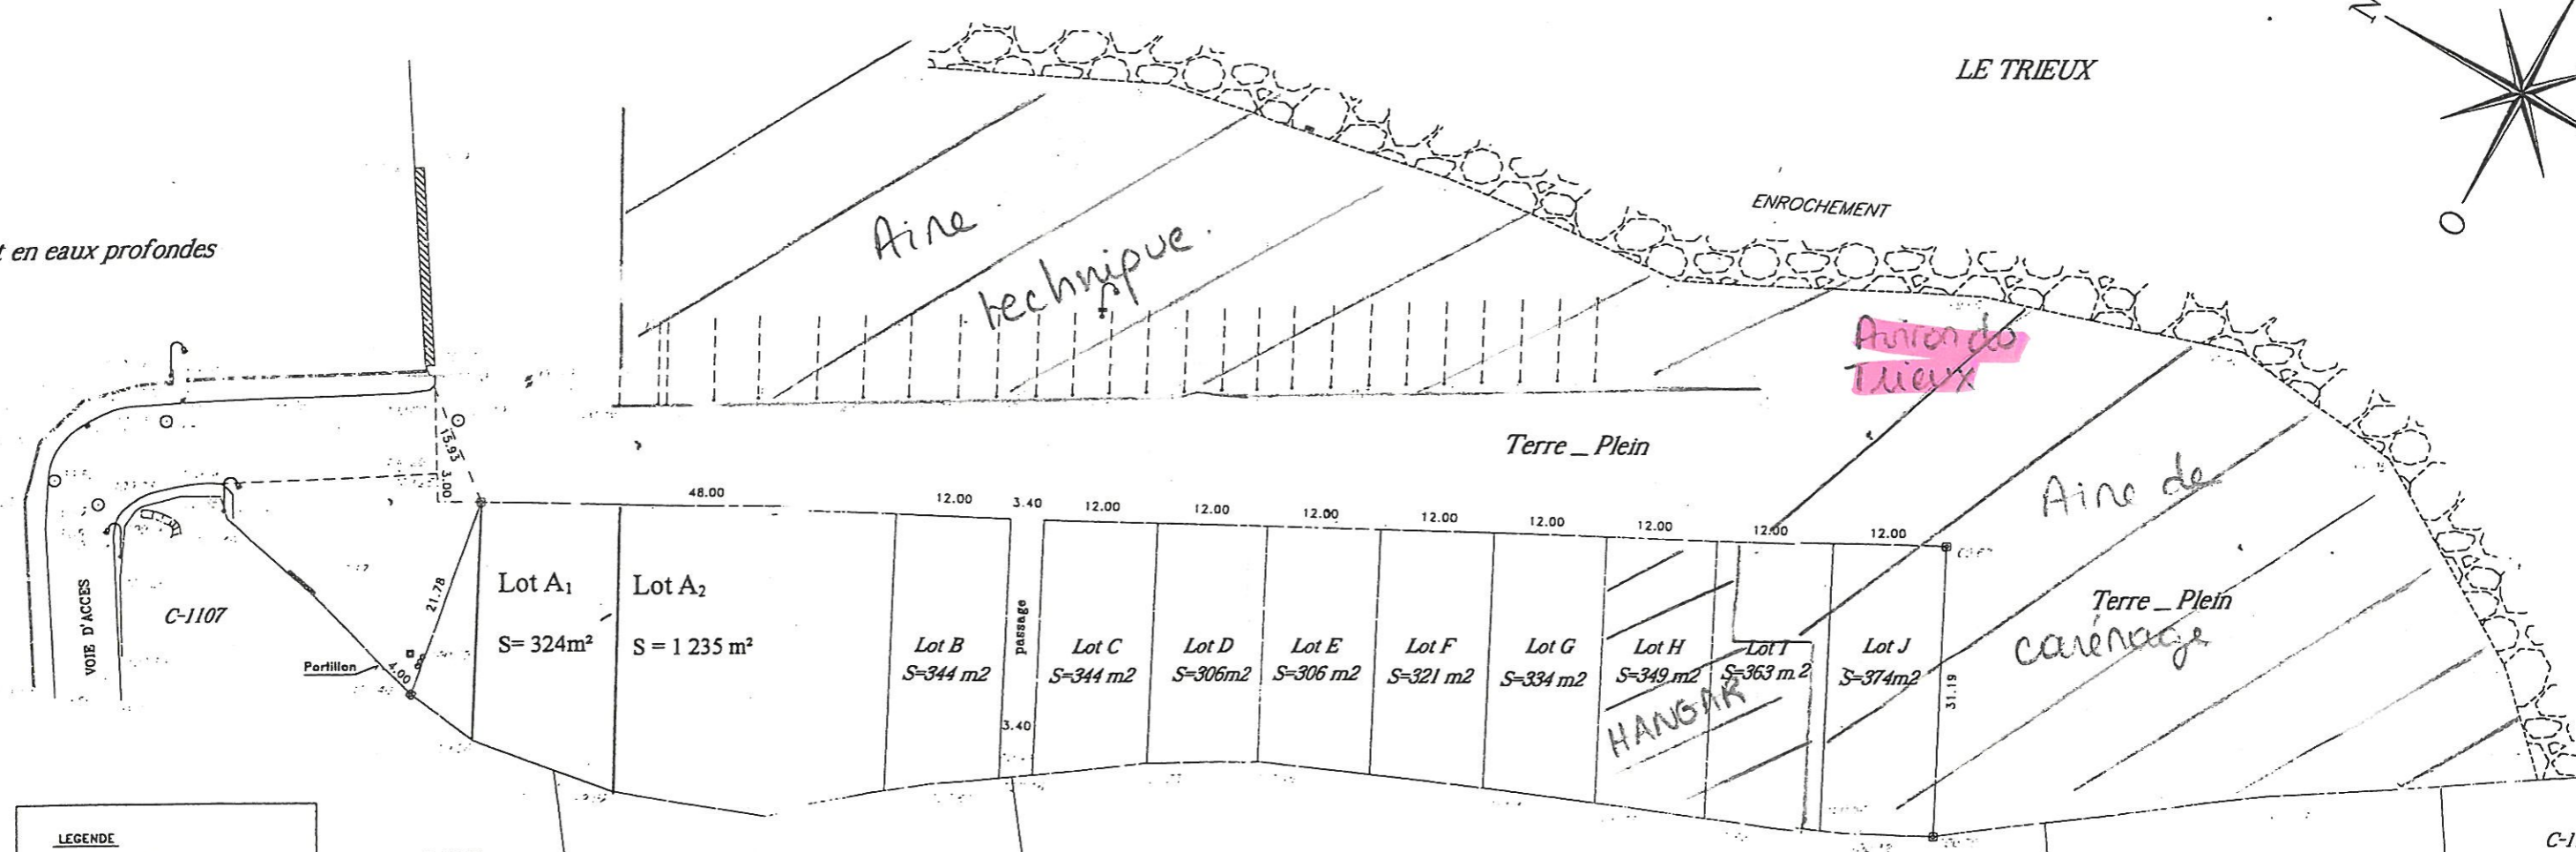 N
LE TRIEUX
O
ENROCHEMENT
en eaux profondes
Aire
technique.
Aviron du
Trieux
Terre _ Plein
Aire de
Terre _ Plein
carénage
15.93
3.00
48.00
12.00
3.40
12.00
12.00
12.00
12.00
12.00
12.00
12.00
12.00
21.78
4.00
31.19
VOIE D'ACCES
C-1107
Portillon
Lot A1
S= 324m²
Lot A2
S = 1 235 m²
Lot B
S=344 m2
passage
3.40
Lot C
S=344 m2
Lot D
S=306m2
Lot E
S=306 m2
Lot F
S=321 m2
Lot G
S=334 m2
Lot H
S=349 m2
Lot I
S=363 m 2
Lot J
S=374m2
HANGAR
LEGENDE
C-1